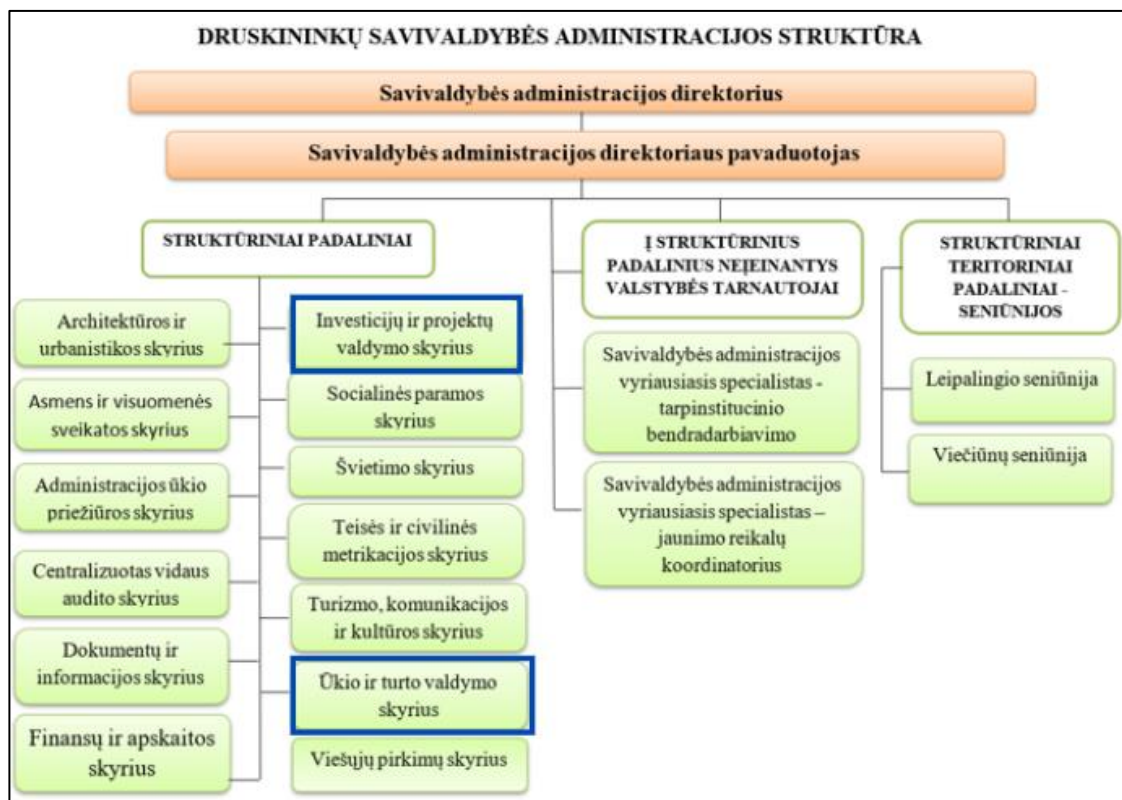 DRUSKININKŲ SAVIVALDYBĖS ADMINISTRACIJOS STRUKTŪRA
Savivaldybės administracijos direktorius
Savivaldybės administracijos direktoriaus pavaduotojas
STRUKTŪRINIAI PADALINIAI
Architektūros ir
urbanistikos skyrius
Asmens ir visuomenės
sveikatos skyrius
Administracijos ūkio
priežiūros skyrius
Centralizuotas vidaus
audito skyrius
Dokumentų ir
informacijos skyrius
Finansų ir apskaitos
skyrius
Investicijų ir projektų
valdymo skyrius
Socialinės paramos
skyrius
Švietimo skyrius
Teisės ir civilinės
metrikacijos skyrius
Turizmo, komunikacijos
ir kultūros skyrius
Ūkio ir turto valdymo
skyrius
Viešųjų pirkimų skyrius
Į STRUKTŪRINIUS
PADALINIUS NEĮEINANTYS
VALSTYBĖS TARNAUTOJAI
Savivaldybės administracijos
vyriausiasis specialistas -
tarpinstitucinio
bendradarbiavimo
Savivaldybės administracijos
vyriausiasis specialistas –
jaunimo reikalų
koordinatorius
STRUKTŪRINIAI
TERITORINIAI
PADALINIAI -
SENIŪNIJOS
Leipalingio seniūnija
Viečiūnų seniūnija